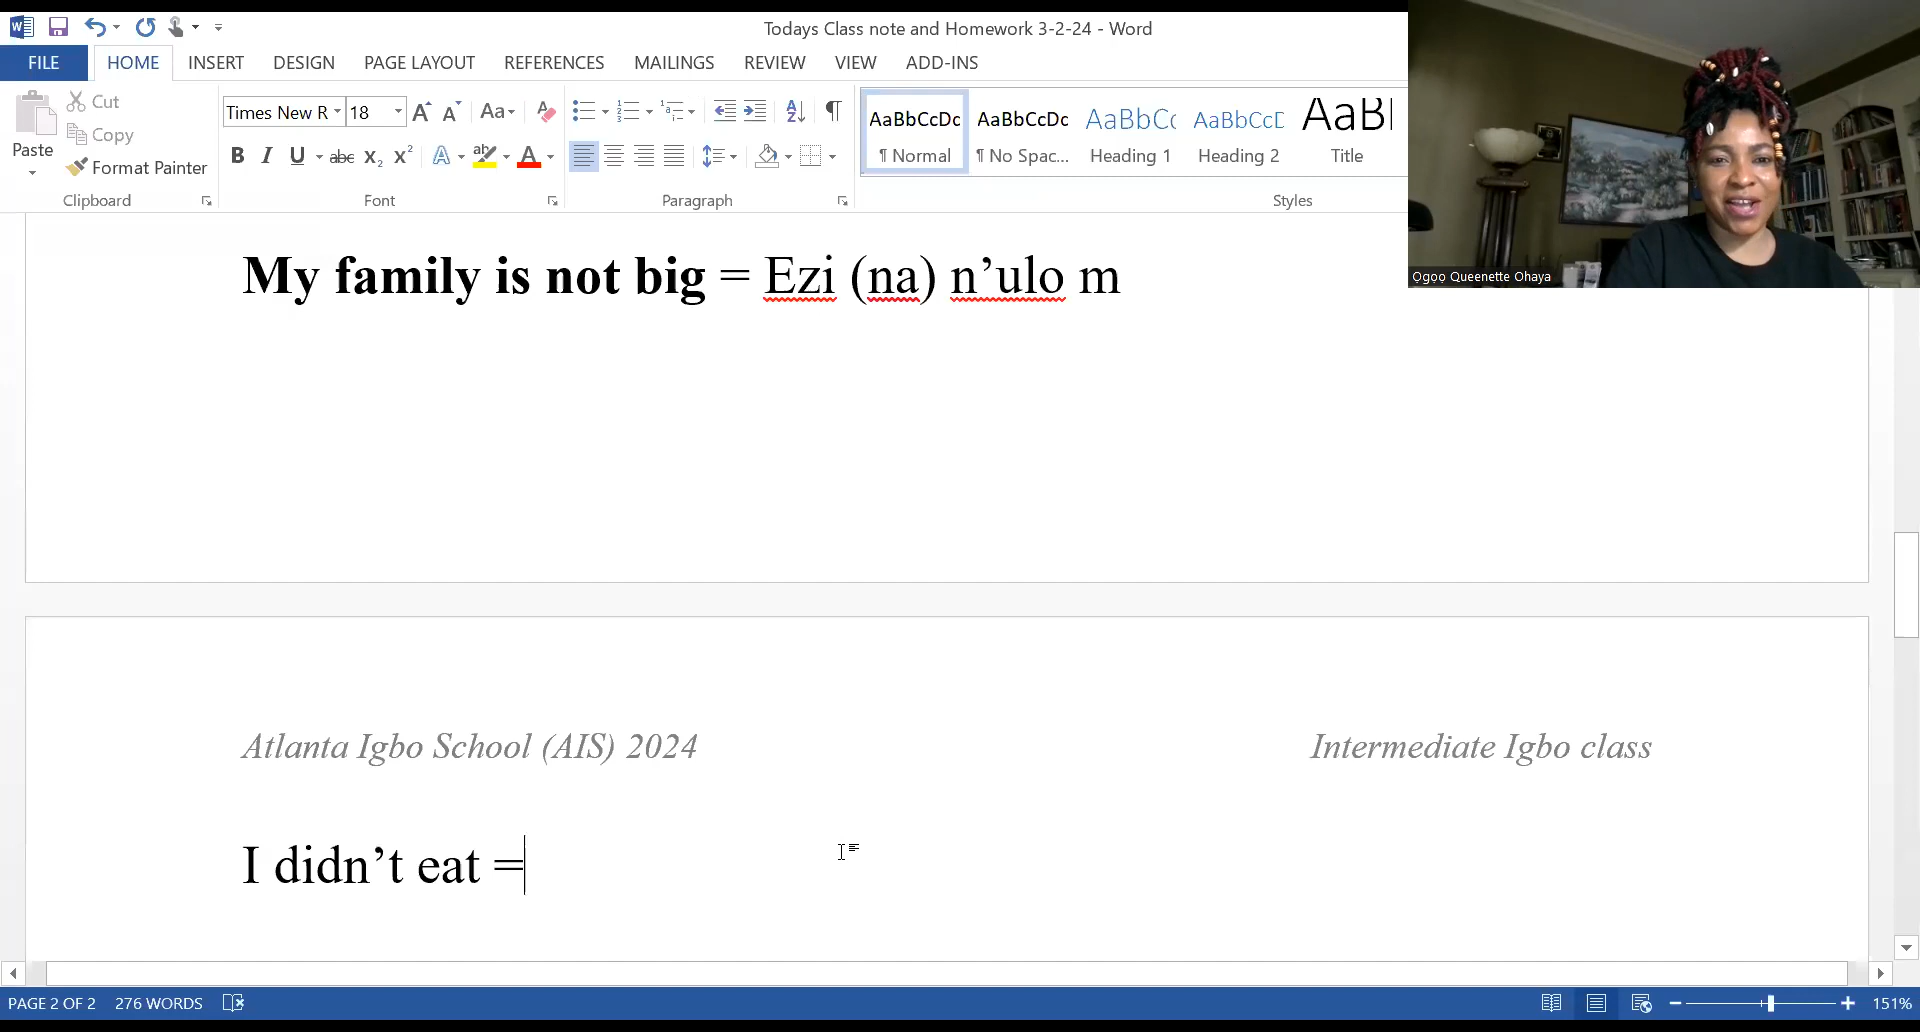 Todays Class note and Homework 3-2-24 - Word
FILE HOME INSERT DESIGN PAGE LAYOUT REFERENCES MAILINGS REVIEW VIEW ADD-INS
Paste
Cut
Copy
Format Painter
Clipboard
Times New R 18
Font
Paragraph
AaBbCcDc AaBbCcDc AaBbCc AaBbCcD AaBl
¶ Normal ¶ No Spac... Heading 1 Heading 2 Title
Styles
Ọgọọ Queenette Ohaya
My family is not big = Ezi (na) n’ulo m
Atlanta Igbo School (AIS) 2024 Intermediate Igbo class
I didn’t eat =
PAGE 2 OF 2 276 WORDS 151%